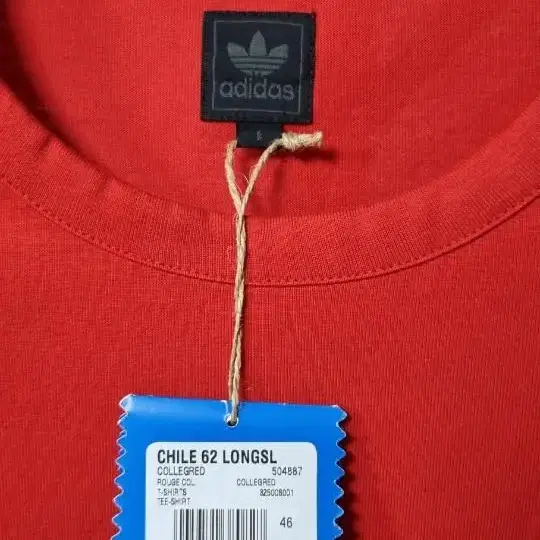 adidas
CHILE 62 LONGSL
COLLEGRED 504887
ROUGE COL. COLLEGRED
T-SHIRTS 825008001
TEE-SHIRT
46